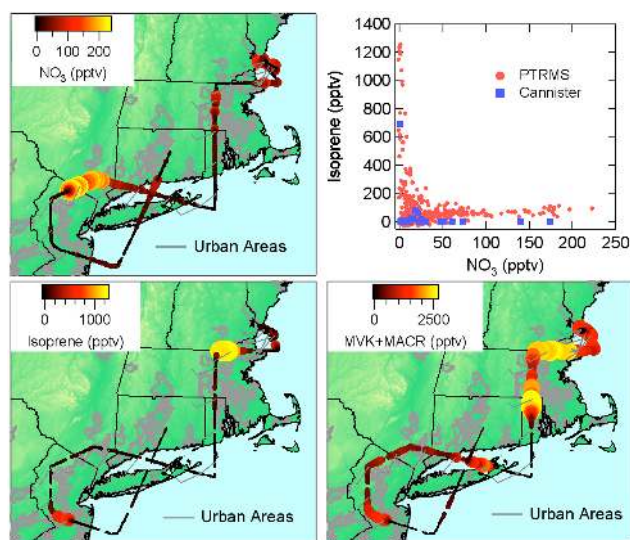 0 100 200
NO3 (pptv)
Urban Areas
1400
1200
1000
800
600
400
200
0
Isoprene (pptv)
PTRMS
Cannister
0 50 100 150 200 250
NO3 (pptv)
0 1000
Isoprene (pptv)
Urban Areas
0 2500
MVK+MACR (pptv)
Urban Areas